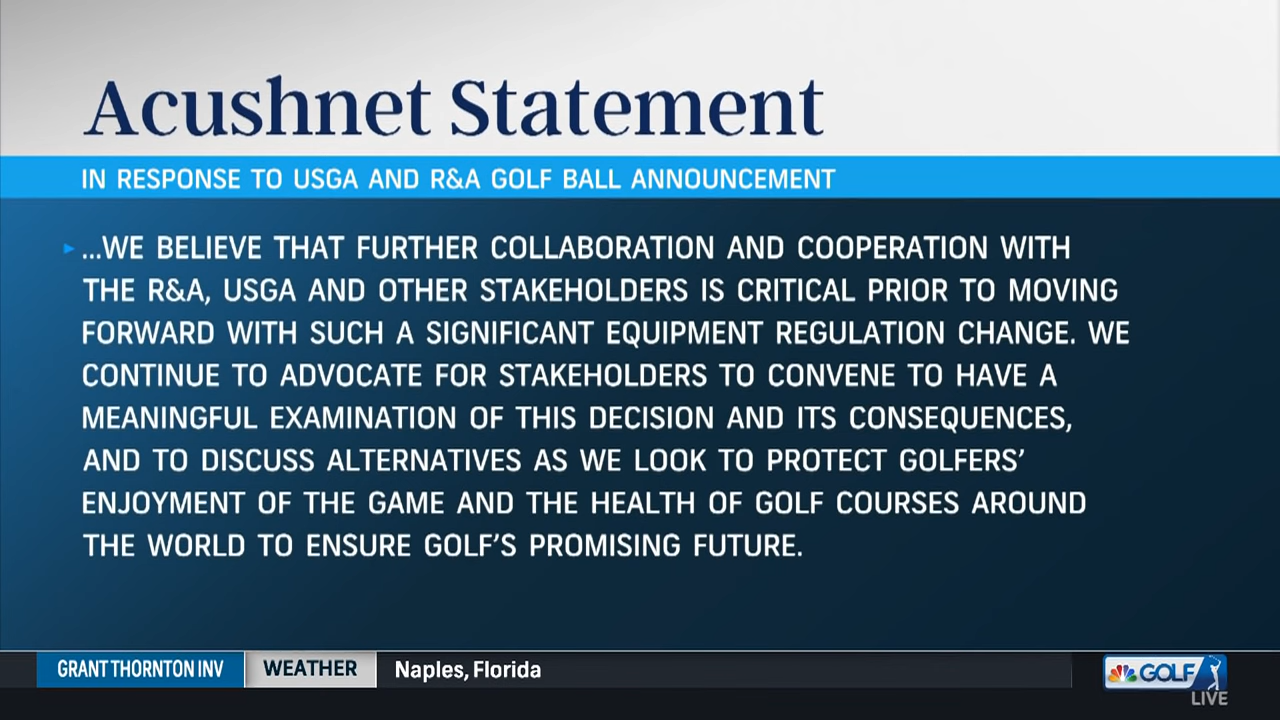 Acushnet Statement
IN RESPONSE TO USGA AND R&A GOLF BALL ANNOUNCEMENT
...WE BELIEVE THAT FURTHER COLLABORATION AND COOPERATION WITH
THE R&A, USGA AND OTHER STAKEHOLDERS IS CRITICAL PRIOR TO MOVING
FORWARD WITH SUCH A SIGNIFICANT EQUIPMENT REGULATION CHANGE. WE
CONTINUE TO ADVOCATE FOR STAKEHOLDERS TO CONVENE TO HAVE A
MEANINGFUL EXAMINATION OF THIS DECISION AND ITS CONSEQUENCES,
AND TO DISCUSS ALTERNATIVES AS WE LOOK TO PROTECT GOLFERS’
ENJOYMENT OF THE GAME AND THE HEALTH OF GOLF COURSES AROUND
THE WORLD TO ENSURE GOLF’S PROMISING FUTURE.
GRANT THORNTON INV WEATHER Naples, Florida GOLF
LIVE